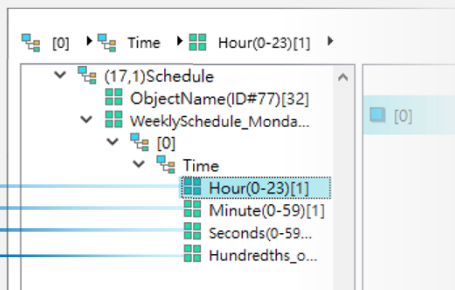 [0] Time Hour(0-23)[1]
(17,1)Schedule
ObjectName(ID#77)[32]
WeeklySchedule_Monda...
[0]
[0]
Time
Hour(0-23)[1]
Minute(0-59)[1]
Seconds(0-59...
Hundredths_o...